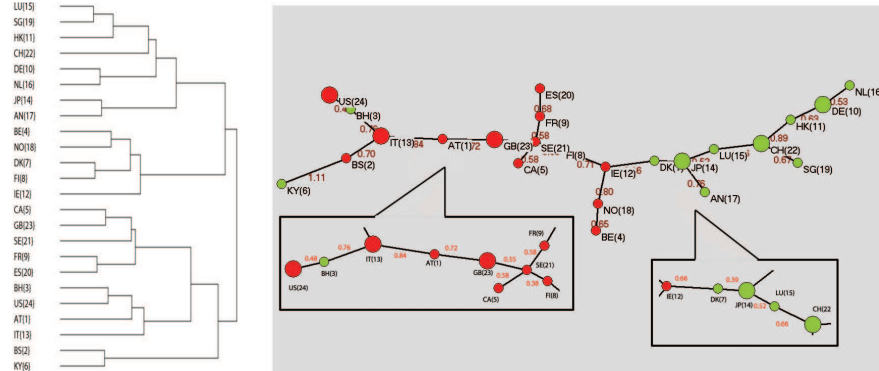 LU(15)
SG(19)
HK(11)
CH(22)
DE(10)
NL(16)
JP(14)
AN(17)
BE(4)
NO(18)
DK(7)
FI(8)
IE(12)
CA(5)
GB(23)
SE(21)
FR(9)
ES(20)
BH(3)
US(24)
AT(1)
IT(13)
BS(2)
KY(6)
US(24)
BH(3)
IT(13)
0.70
BS(2)
1.11
KY(6)
AT(1)
GB(23)
ES(20)
0.68
FR(9)
0.58
SE(21)
0.58
CA(5)
FI(8)
0.71
IE(12)
0.80
NO(18)
0.65
BE(4)
JP(14)
0.76
AN(17)
LU(15)
0.89
CH(22)
0.67
SG(19)
HK(11)
0.53
DE(10)
NL(16)
US(24)
0.48
BH(3)
0.76
IT(13)
0.84
AT(1)
0.72
GB(23)
0.55
SE(21)
0.58
FR(9)
0.58
CA(5)
0.38
FI(8)
IE(12)
0.66
DK(7)
0.39
JP(14)
LU(15)
0.52
0.66
CH(22